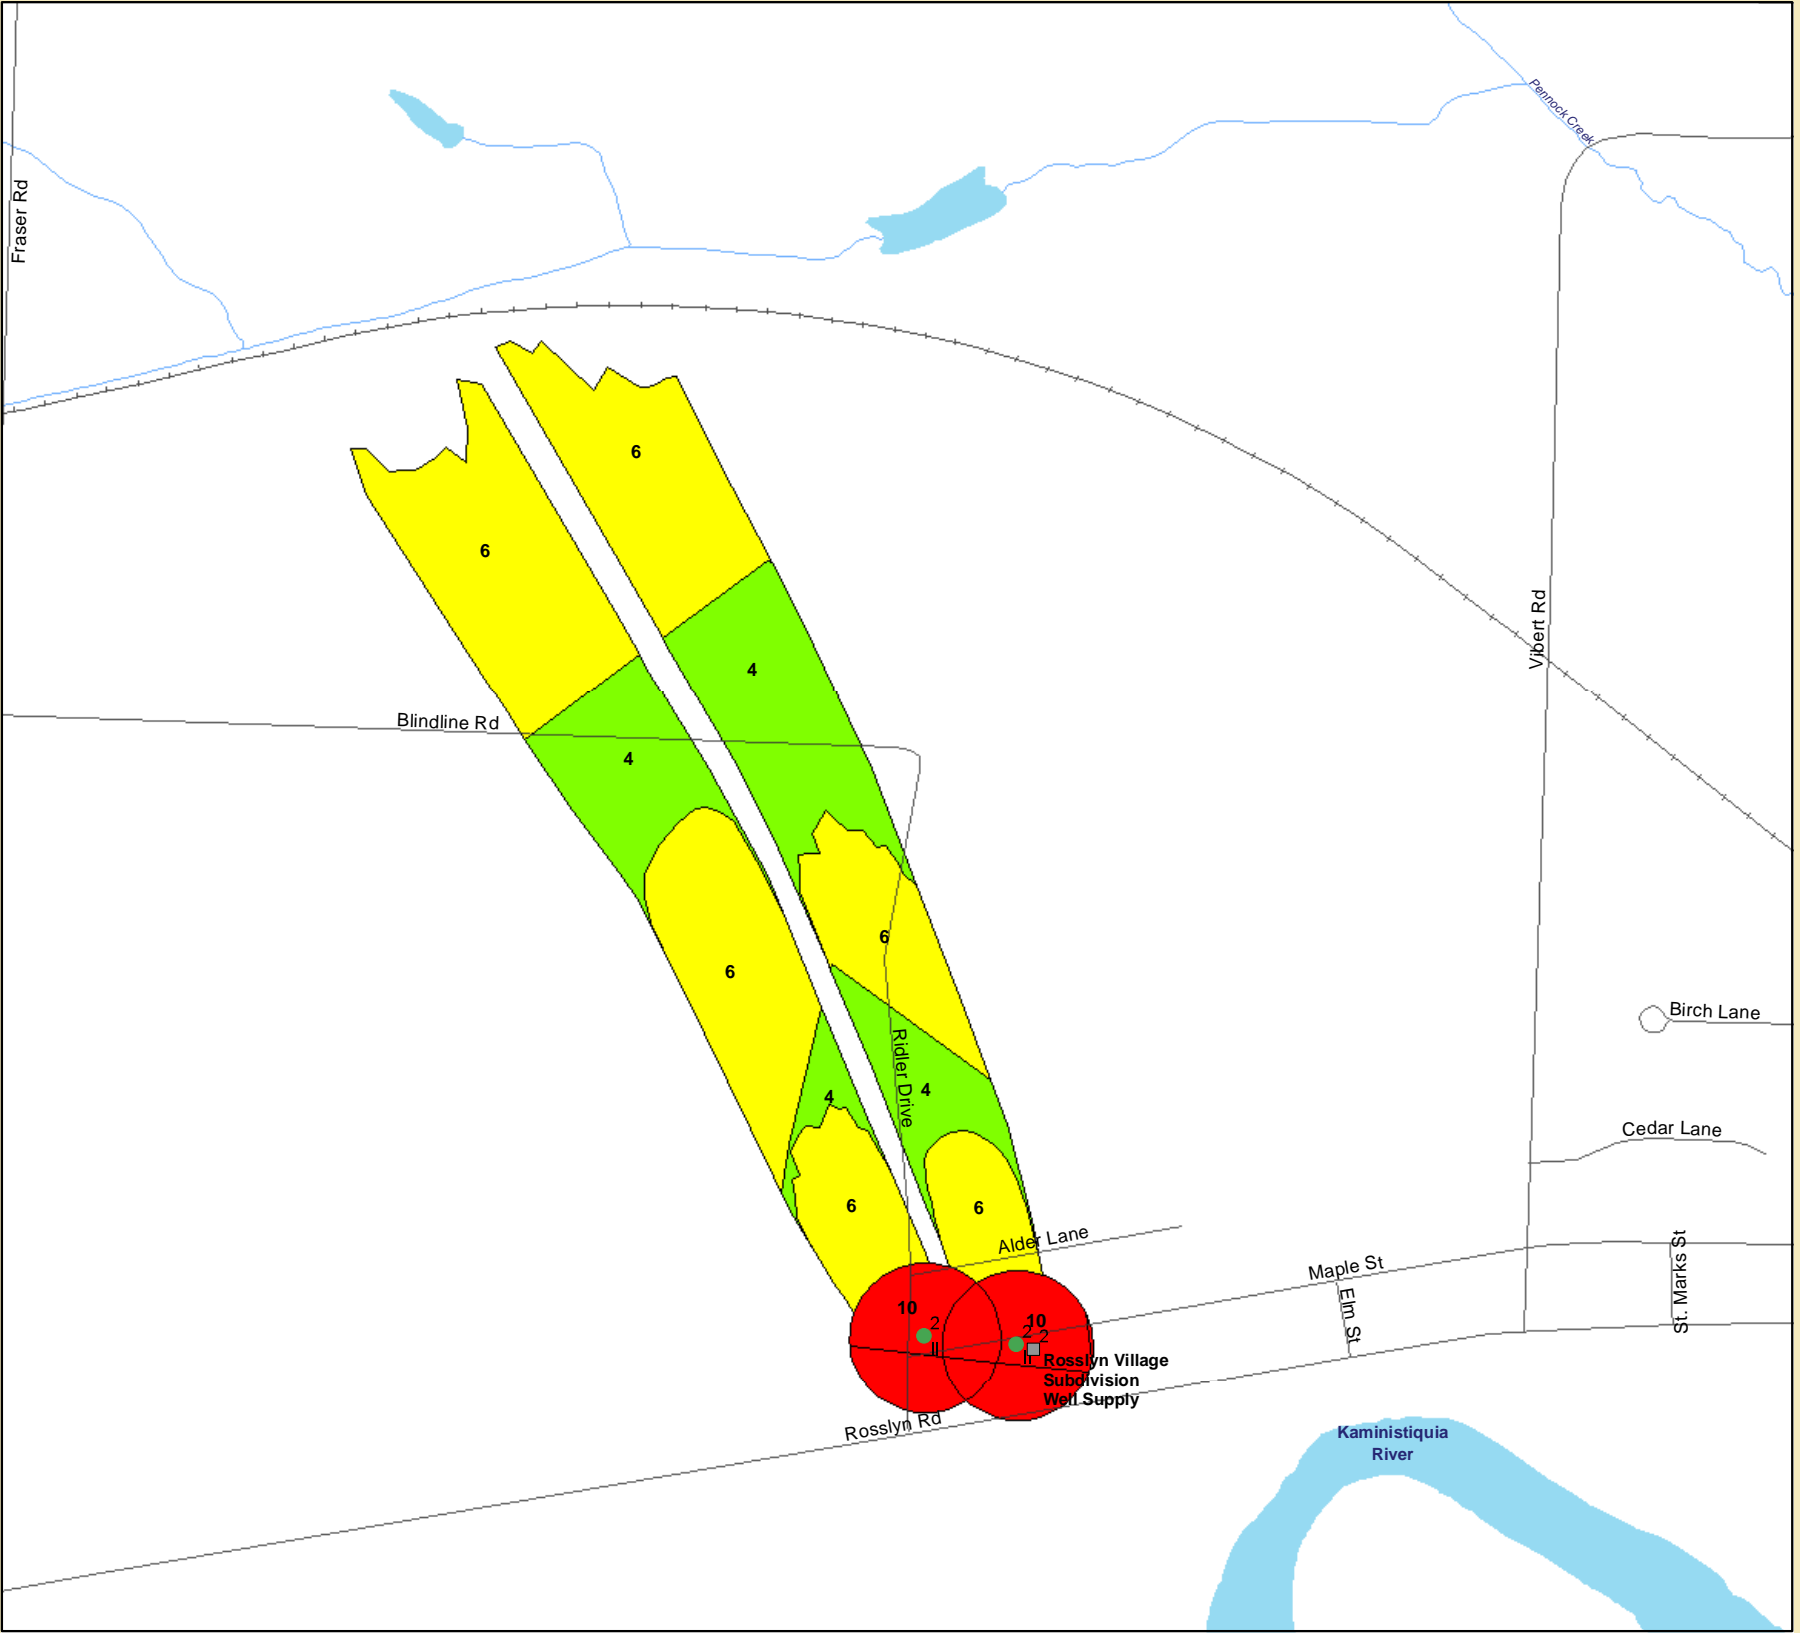 Pennock Creek
Fraser Rd
6
6
Vibert Rd
4
Blindline Rd
4
6
6
Birch Lane
Ridler Drive
4
4
Cedar Lane
6
6
Alder Lane
St. Marks St
Maple St
Elm St
10
2
10
2
2
II
II
Rosslyn Village
Subdivision
Well Supply
Rosslyn Rd
Kaministiquia
River